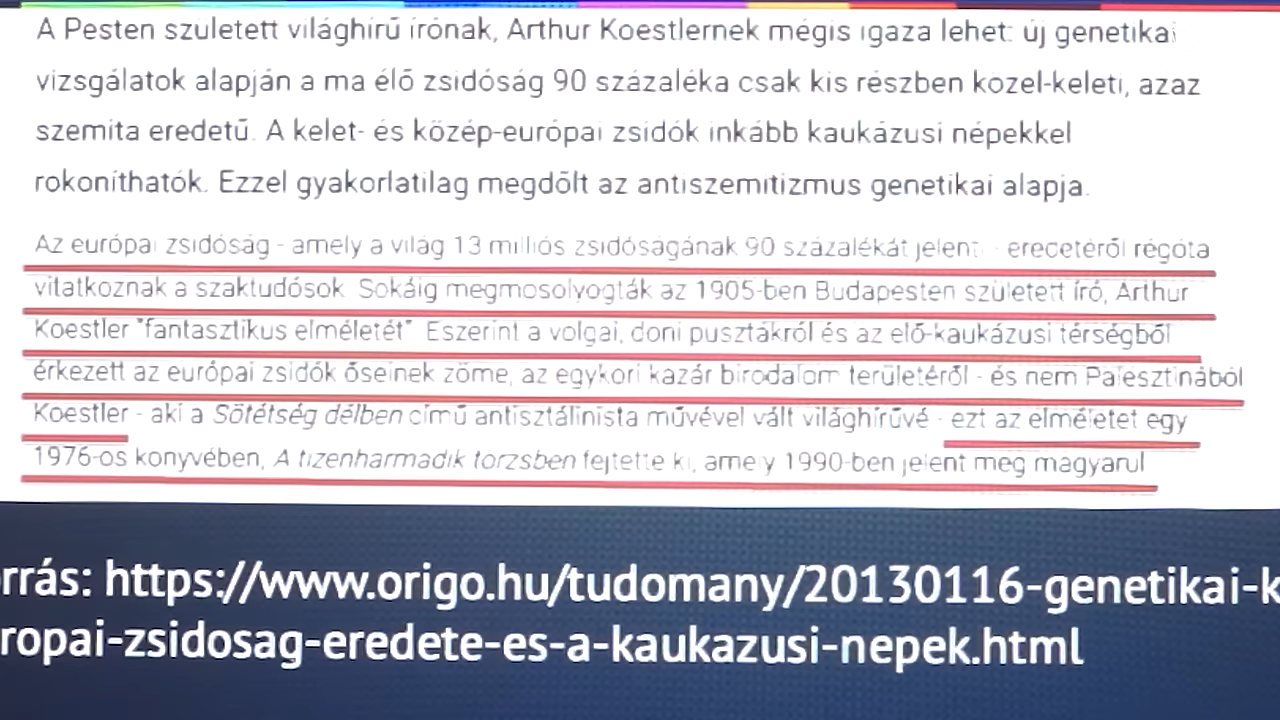 A Pesten született világhírű írónak, Arthur Koestlernek mégis igaza lehet: új genetikai
vizsgálatok alapján a ma élő zsidóság 90 százaléka csak kis részben közel-keleti, azaz
szemita eredetű. A kelet- és közép-európai zsidók inkább kaukázusi népekkel
rokoníthatók. Ezzel gyakorlatilag megdőlt az antiszemitizmus genetikai alapja.
Az európai zsidóság - amely a világ 13 milliós zsidóságának 90 százalékát jelenti - eredetéről régóta
vitatkoznak a szaktudósok. Sokáig megmosolyogták az 1905-ben Budapesten született író, Arthur
Koestler "fantasztikus elméletét". Eszerint a volgai, doni pusztákról és az elő-kaukázusi térségből
érkezett az európai zsidók őseinek zöme, az egykori kazár birodalom területéről - és nem Palesztinából.
Koestler - aki a Sötétség délben című antisztálinista művével vált világhírűvé - ezt az elméletet egy
1976-os könyvében, A tizenharmadik törzsben fejtette ki, amely 1990-ben jelent meg magyarul
rrás: https://www.origo.hu/tudomany/20130116-genetikai-k
ropai-zsidosag-eredete-es-a-kaukazusi-nepek.html